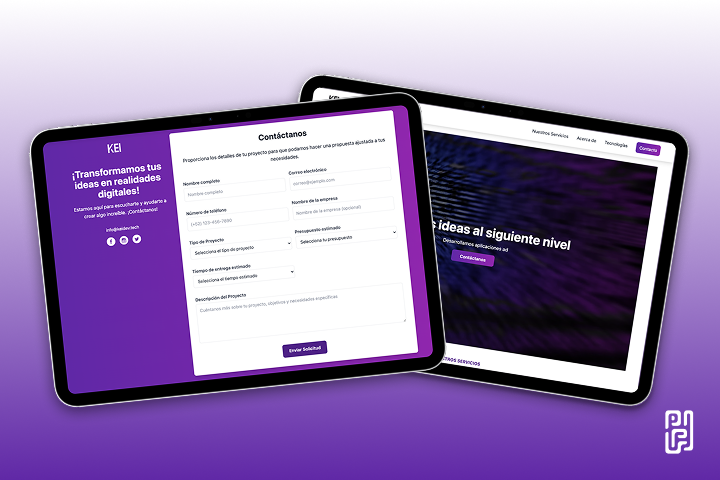 KEI
¡Transformamos tus
ideas en realidades
digitales!
Estamos aquí para escucharte y ayudarte a
crear algo increíble. ¡Contáctanos!
info@keidev.tech
Contáctanos
Proporciona los detalles de tu proyecto para que podamos hacer una propuesta ajustada a tus
necesidades.
Nombre completo
Nombre completo
Correo electrónico
correo@ejemplo.com
Número de teléfono
(+52) 123-456-7890
Nombre de la empresa
Nombre de la empresa (opcional)
Tipo de Proyecto
Selecciona el tipo de proyecto
Presupuesto estimado
Selecciona tu presupuesto
Tiempo de entrega estimado
Selecciona el tiempo estimado
Descripción del Proyecto
Cuéntanos más sobre tu proyecto, objetivos y necesidades específicas
Enviar Solicitud
KEI
Nuestros Servicios
Acerca de
Tecnologías
Contacto
ideas al siguiente nivel
Desarrollamos aplicaciones ad
Contáctanos
SERVICIOS